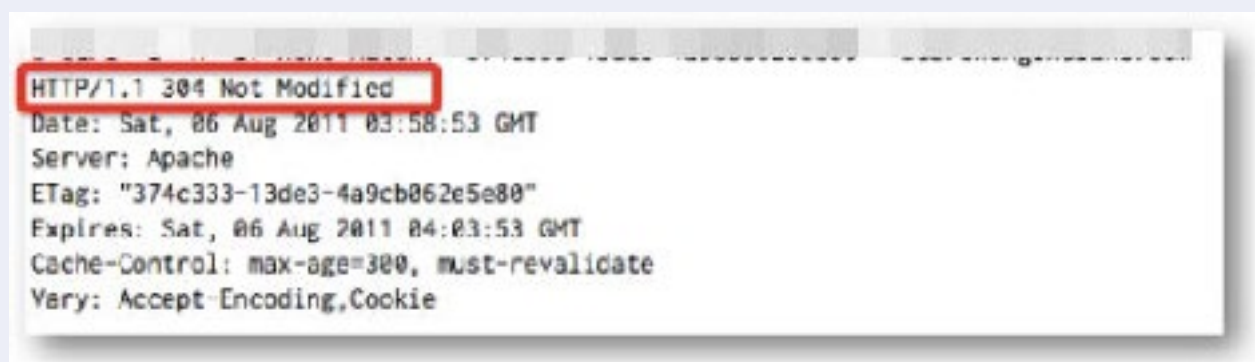 HTTP/1.1 304 Not Modified
Date: Sat, 06 Aug 2011 03:58:53 GMT
Server: Apache
ETag: "374c333-13de3-4a9cb062e5e80"
Expires: Sat, 06 Aug 2011 04:03:53 GMT
Cache-Control: max-age=300, must-revalidate
Vary: Accept-Encoding,Cookie